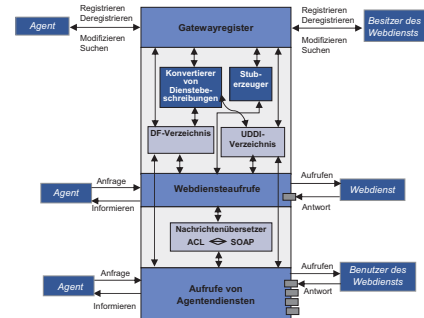 Registrieren
Deregistrieren
Agent
Modifizieren
Suchen
Gatewayregister
Registrieren
Deregistrieren
Modifizieren
Suchen
Besitzer des
Webdiensts
Konvertierer
von
Dienstebe-
schreibungen
Stub-
erzeuger
DF-Verzeichnis
UDDI-
Verzeichnis
Anfrage
Agent
Informieren
Webdiensteaufrufe
Aufrufen
Webdienst
Antwort
Nachrichtenübersetzer
ACL SOAP
Anfrage
Agent
Informieren
Aufrufe von
Agentendiensten
Aufrufen
Benutzer des
Webdiensts
Antwort